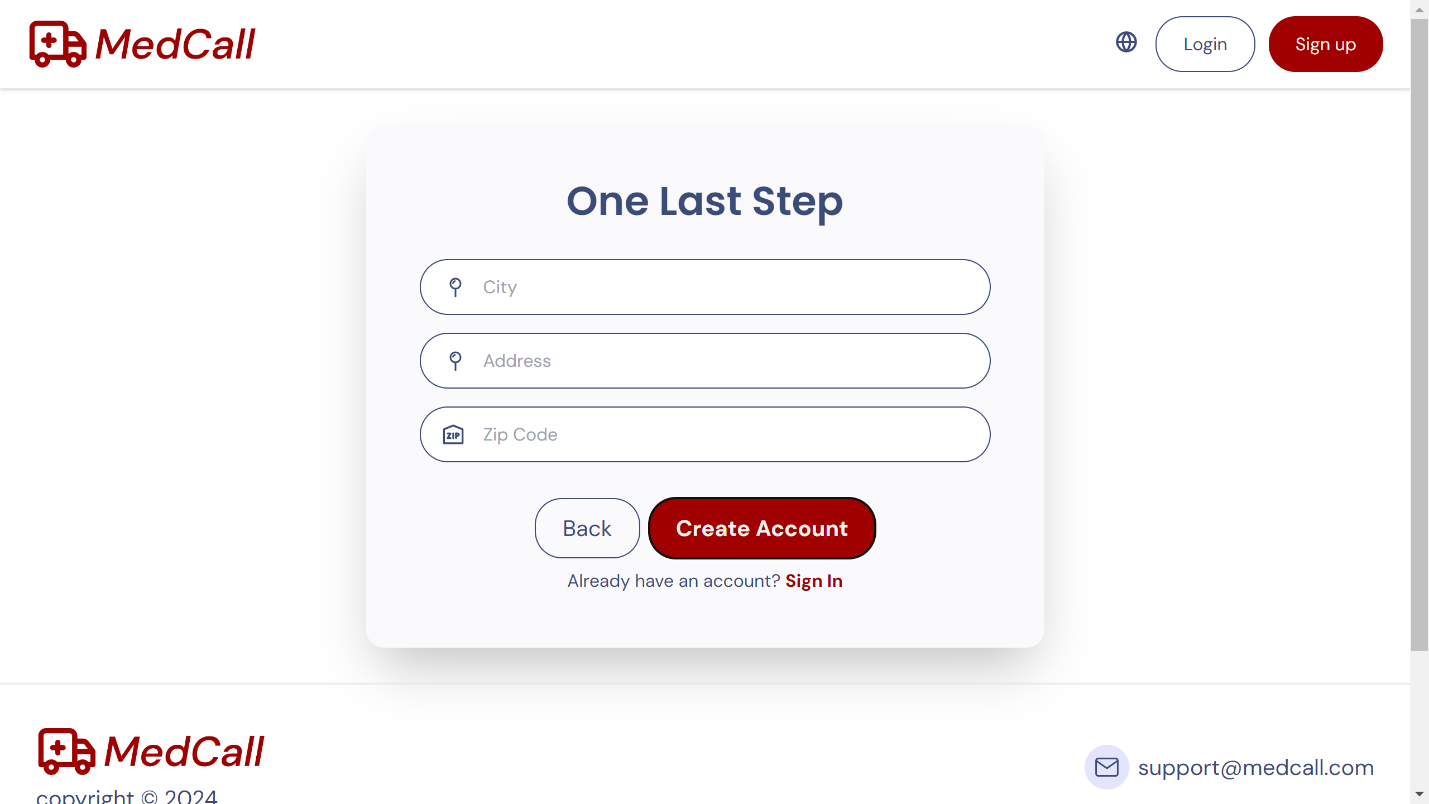 MedCall
Login
Sign up
One Last Step
City
Address
ZIP
Zip Code
Back
Create Account
Already have an account? Sign In
MedCall
support@medcall.com
copyright © 2024